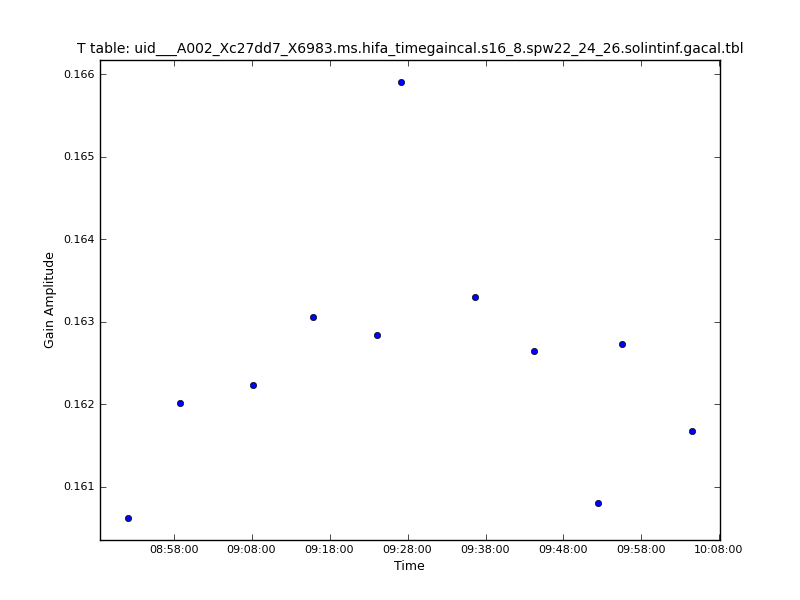 T table: uid___A002_Xc27dd7_X6983.ms.hifa_timegaincal.s16_8.spw22_24_26.solintinf.gacal.tbl
0.166
0.165
0.164
0.163
0.162
0.161
Gain Amplitude
08:58:00 09:08:00 09:18:00 09:28:00 09:38:00 09:48:00 09:58:00 10:08:00
Time